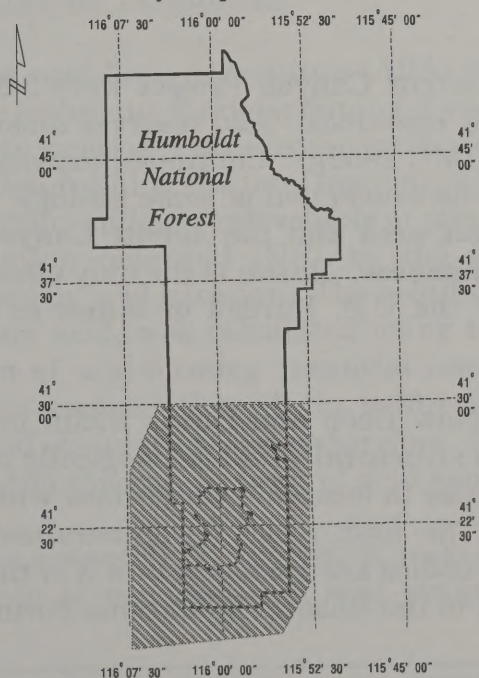 116° 07' 30" 116° 00' 00" 115° 52' 30" 115° 45' 00"
N
Humboldt
National
Forest
41° 45' 00" 41° 45' 00"
41° 37' 30" 41° 37' 30"
41° 30' 00" 41° 30' 00"
41° 22' 30" 41° 22' 30"
116° 07' 30" 116° 00' 00" 115° 52' 30" 115° 45' 00"